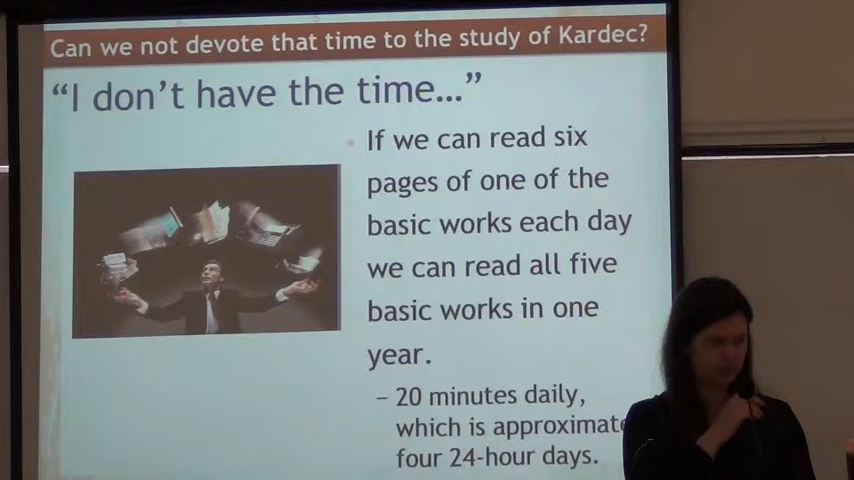 Can we not devote that time to the study of Kardec?
“I don’t have the time…”
If we can read six
pages of one of the
basic works each day
we can read all five
basic works in one
year.
– 20 minutes daily,
which is approximate
four 24-hour days.